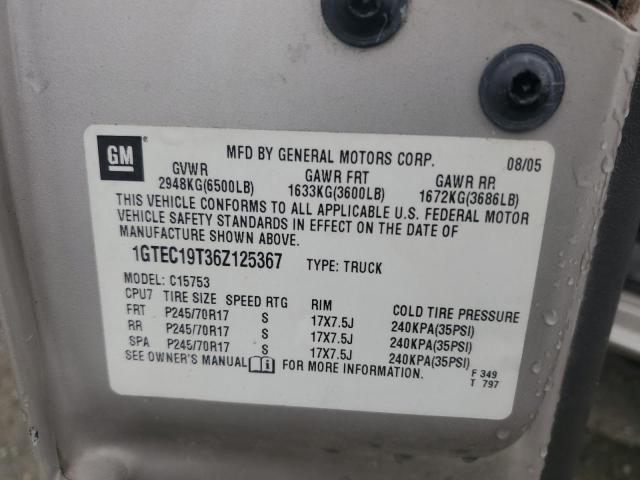 GM
MFD BY GENERAL MOTORS CORP. 08/05
GVWR GAWR FRT GAWR RR
2948KG(6500LB) 1633KG(3600LB) 1672KG(3686LB)
THIS VEHICLE CONFORMS TO ALL APPLICABLE U.S. FEDERAL MOTOR
VEHICLE SAFETY STANDARDS IN EFFECT ON THE DATE OF
MANUFACTURE SHOWN ABOVE.
1GTEC19T36Z125367 TYPE: TRUCK
MODEL: C15753
CPU7 TIRE SIZE SPEED RTG RIM COLD TIRE PRESSURE
FRT P245/70R17 S 17X7.5J 240KPA(35PSI)
RR P245/70R17 S 17X7.5J 240KPA(35PSI)
SPA P245/70R17 S 17X7.5J 240KPA(35PSI)
SEE OWNER'S MANUAL i FOR MORE INFORMATION.
F 349
T 797